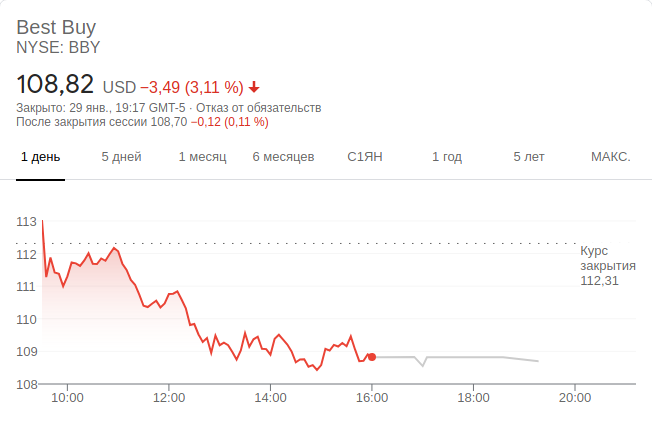 Best Buy
NYSE: BBY
108,82 USD −3,49 (3,11 %)
Закрыто: 29 янв., 19:17 GMT-5 · Отказ от обязательств
После закрытия сессии 108,70 −0,12 (0,11 %)
1 день 5 дней 1 месяц 6 месяцев С1ЯН 1 год 5 лет МАКС.
113
112
111
110
109
108
Курс
закрытия
112,31
10:00 12:00 14:00 16:00 18:00 20:00